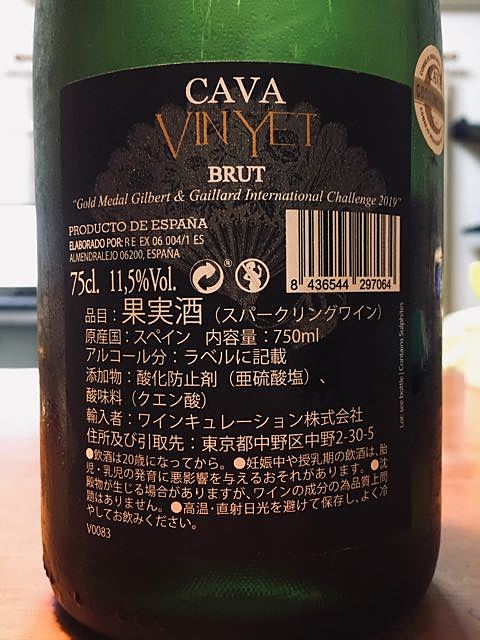 CAVA
VINYET
BRUT
"Gold Medal Gilbert & Gaillard International Challenge 2019"
PRODUCTO DE ESPAÑA
ELABORADO POR: R E EX 06 004/1 ES
ALMENDRALEJO 06200, ESPAÑA
75cl. 11,5%Vol.
8 436544 297064
品目：果実酒（スパークリングワイン）
原産国：スペイン 内容量：750ml
アルコール分：ラベルに記載
添加物：酸化防止剤（亜硫酸塩）、
酸味料（クエン酸）
輸入者：ワインキュレーション株式会社
住所及び引取先：東京都中野区中野2-30-5
●飲酒は20歳になってから。●妊娠中や授乳期の飲酒は、胎
児・乳児の発育に悪影響を与えるおそれがあります。●沈
殿物が生じる場合がありますが、ワインの成分の為品質上問
題はありません。●高温・直射日光を避けて保存し、よく冷
やしてお飲みください。
V0083
Lot: see bottle | Contains Sulphites